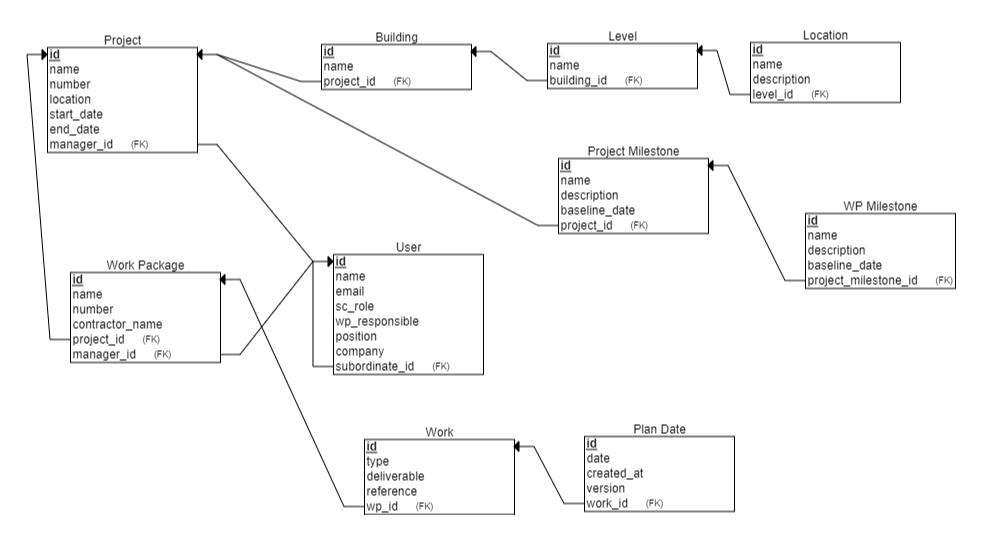 Project
id
name
number
location
start_date
end_date
manager_id (FK)
Building
id
name
project_id (FK)
Level
id
name
building_id (FK)
Location
id
name
description
level_id (FK)
Project Milestone
id
name
description
baseline_date
project_id (FK)
WP Milestone
id
name
description
baseline_date
project_milestone_id (FK)
Work Package
id
name
number
contractor_name
project_id (FK)
manager_id (FK)
User
id
name
email
sc_role
wp_responsible
position
company
subordinate_id (FK)
Work
id
type
deliverable
reference
wp_id (FK)
Plan Date
id
date
created_at
version
work_id (FK)